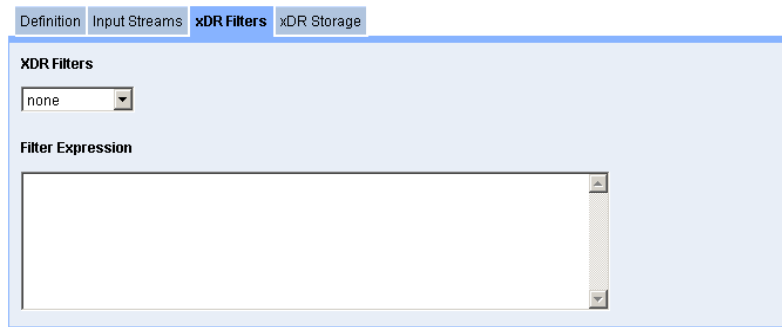 Definition Input Streams xDR Filters xDR Storage
XDR Filters
none
Filter Expression